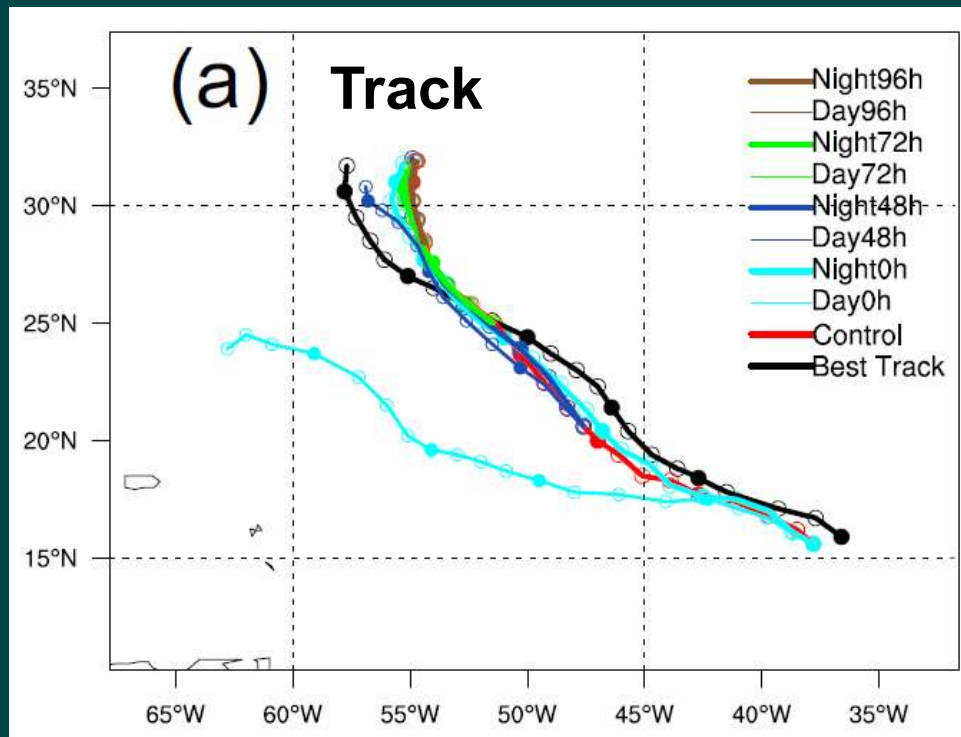 (a) Track
Night96h
Day96h
Night72h
Day72h
Night48h
Day48h
Night0h
Day0h
Control
Best Track
35°N
30°N
25°N
20°N
15°N
65°W 60°W 55°W 50°W 45°W 40°W 35°W